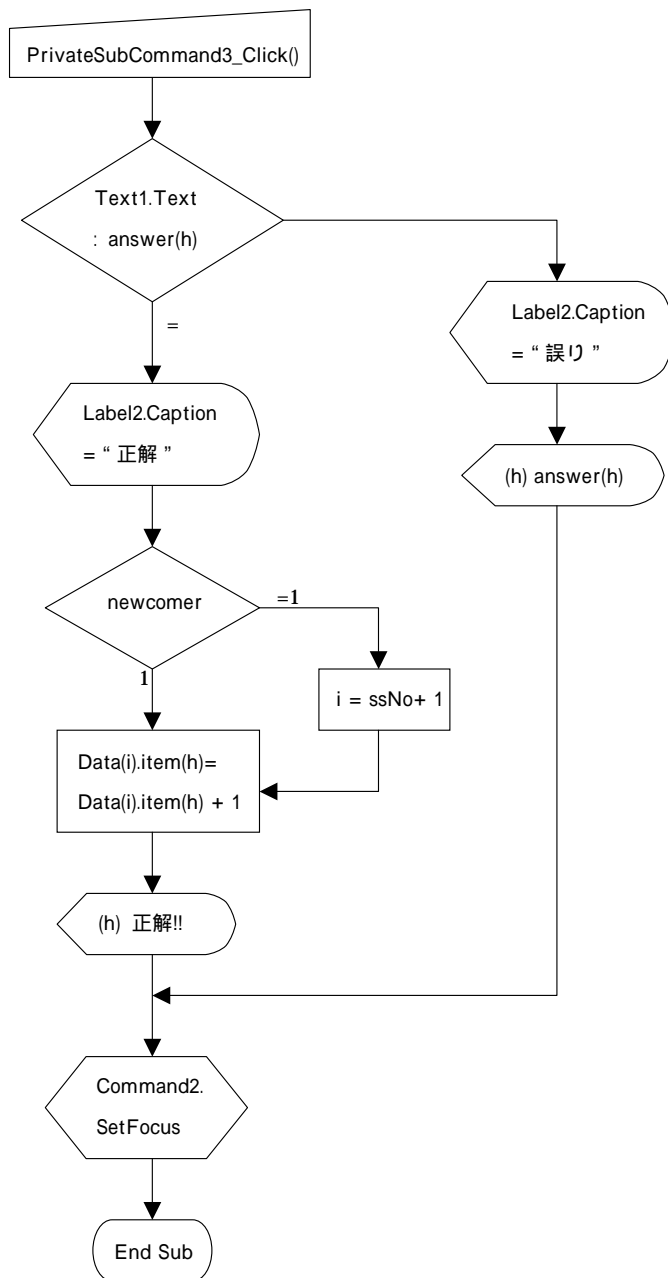 PrivateSubCommand3_Click()
Text1.Text
: answer(h)
=
Label2.Caption
= “ 誤り ”
(h) answer(h)
Label2.Caption
= “ 正解 ”
newcomer
=1
1
i = ssNo+ 1
Data(i).item(h)=
Data(i).item(h) + 1
(h) 正解!!
Command2.
SetFocus
End Sub